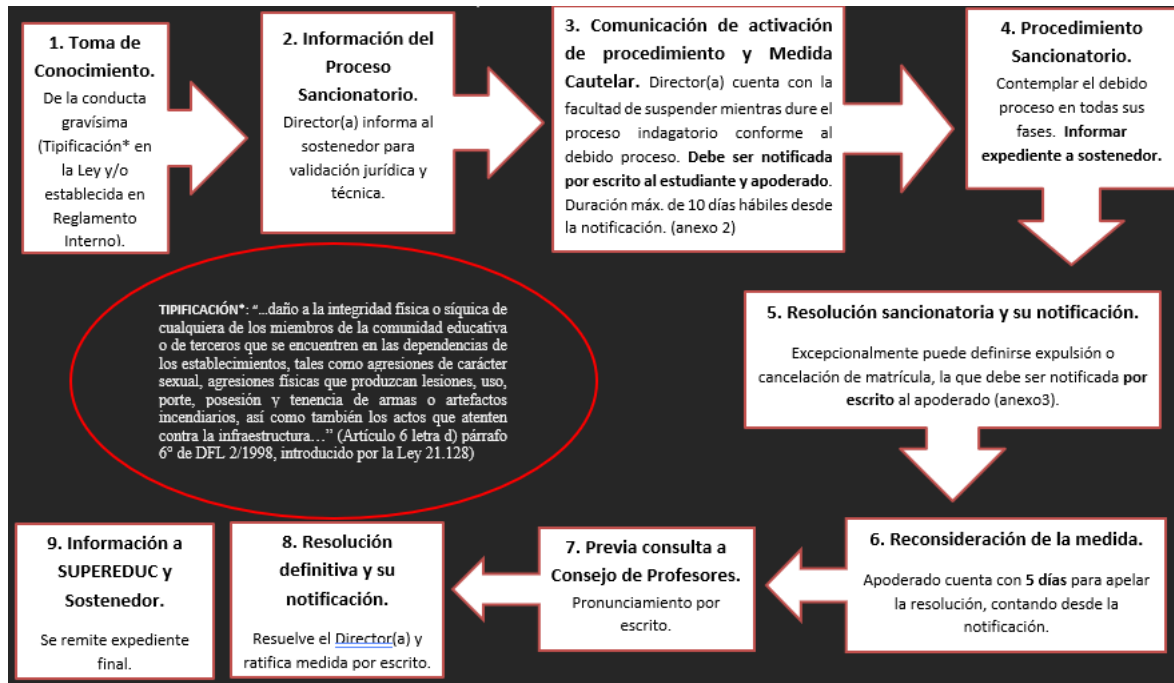 1. Toma de
Conocimiento.
De la conducta
gravísima
(Tipificación* en
la Ley y/o
establecida en
Reglamento
Interno).
2. Información del
Proceso
Sancionatorio.
Director(a) informa al
sostenedor para
validación jurídica y
técnica.
3. Comunicación de activación
de procedimiento y Medida
Cautelar. Director(a) cuenta con la
facultad de suspender mientras dure el
proceso indagatorio conforme al
debido proceso. Debe ser notificada
por escrito al estudiante y apoderado.
Duración máx. de 10 días hábiles desde
la notificación. (anexo 2)
4. Procedimiento
Sancionatorio.
Contemplar el debido
proceso en todas sus
fases. Informar
expediente a sostenedor.
TIPIFICACIÓN*: “...daño a la integridad física o síquica de
cualquiera de los miembros de la comunidad educativa
o de terceros que se encuentren en las dependencias de
los establecimientos, tales como agresiones de carácter
sexual, agresiones físicas que produzcan lesiones, uso,
porte, posesión y tenencia de armas o artefactos
incendiarios, así como también los actos que atenten
contra la infraestructura…” (Artículo 6 letra d) párrafo
6° de DFL 2/1998, introducido por la Ley 21.128)
5. Resolución sancionatoria y su notificación.
Excepcionalmente puede definirse expulsión o
cancelación de matrícula, la que debe ser notificada por
escrito al apoderado (anexo3).
6. Reconsideración de la medida.
Apoderado cuenta con 5 días para apelar
la resolución, contando desde la
notificación.
7. Previa consulta a
Consejo de Profesores.
Pronunciamiento por
escrito.
8. Resolución
definitiva y su
notificación.
Resuelve el Director(a) y
ratifica medida por escrito.
9. Información a
SUPEREDUC y
Sostenedor.
Se remite expediente
final.